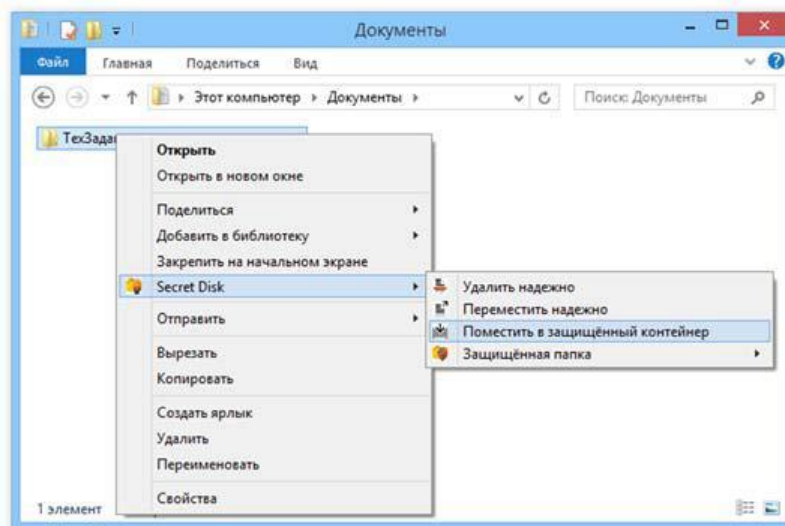 Документы
Файл Главная Поделиться Вид
Этот компьютер Документы Поиск: Документы
Открыть
Открыть в новом окне
Поделиться
Добавить в библиотеку
Закрепить на начальном экране
Secret Disk
Удалить надежно
Переместить надежно
Поместить в защищённый контейнер
Защищённая папка
Отправить
Вырезать
Копировать
Создать ярлык
Удалить
Переименовать
Свойства
1 элемент